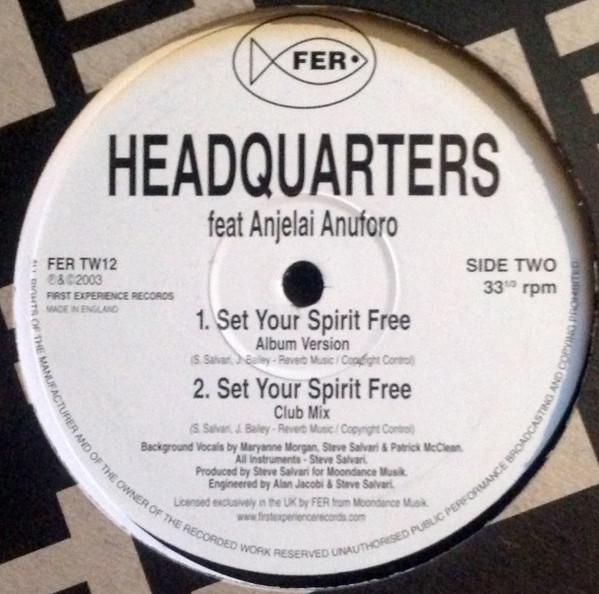 FER
HEADQUARTERS
feat Anjelai Anuforo
FER TW12
℗&©2003
FIRST EXPERIENCE RECORDS
MADE IN ENGLAND
SIDE TWO
33 1/3 rpm
1. Set Your Spirit Free
Album Version
(S. Salvari, J. Bailey - Reverb Music / Copyright Control)
2. Set Your Spirit Free
Club Mix
(S. Salvari, J. Bailey - Reverb Music / Copyright Control)
Background Vocals by Maryanne Morgan, Steve Salvari & Patrick McClean.
All Instruments - Steve Salvari.
Produced by Steve Salvari for Moondance Musik.
Engineered by Alan Jacobi & Steve Salvari.
Licensed exclusively in the UK by FER from Moondance Musik.
www.firstexperiencerecords.com
ALL RIGHTS OF THE MANUFACTURER AND OF THE OWNER OF THE RECORDED WORK RESERVED UNAUTHORISED PUBLIC PERFORMANCE BROADCASTING AND COPYING PROHIBITED